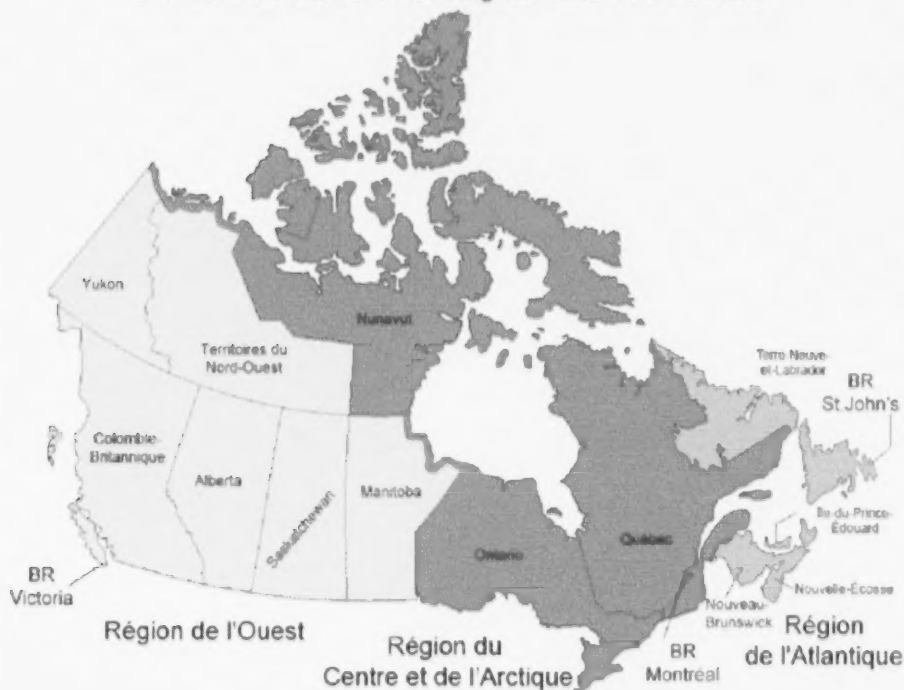 Yukon
Nunavut
Territoires du
Nord-Ouest
Terre-Neuve-
et-Labrador
BR
St.John's
Colombie-
Britannique
Alberta
Saskatchewan
Manitoba
Ontario
Québec
Île-du-Prince-
Édouard
BR
Victoria
Nouvelle-Écosse
Nouveau-
Brunswick
Région de l'Ouest
Région du
Centre et de l'Arctique
BR
Montréal
Région
de l'Atlantique